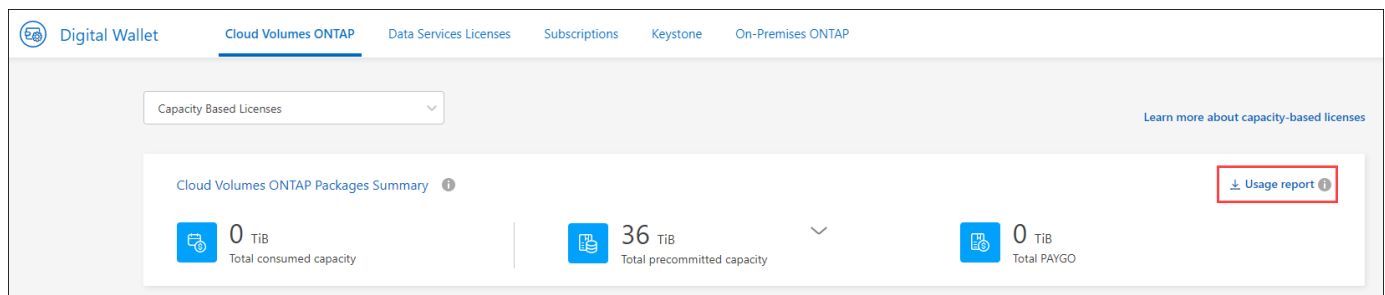 Digital Wallet
Cloud Volumes ONTAP
Data Services Licenses
Subscriptions
Keystone
On-Premises ONTAP
Capacity Based Licenses
Learn more about capacity-based licenses
Cloud Volumes ONTAP Packages Summary
Usage report
0 TiB
Total consumed capacity
36 TiB
Total precommitted capacity
0 TiB
Total PAYGO